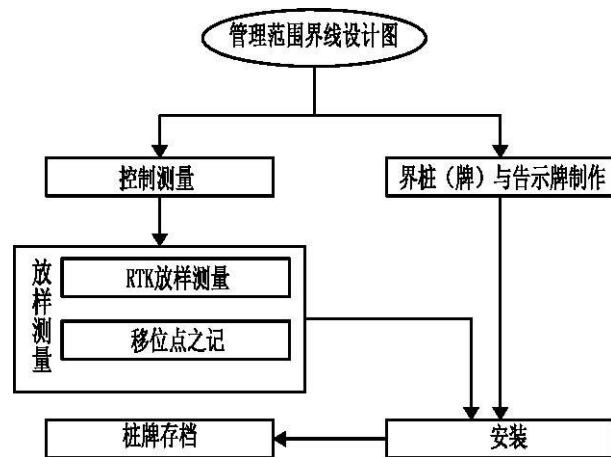 管理范围界线设计图
控制测量
界桩（牌）与告示牌制作
放样测量
RTK放样测量
移位点之记
桩牌存档
安装